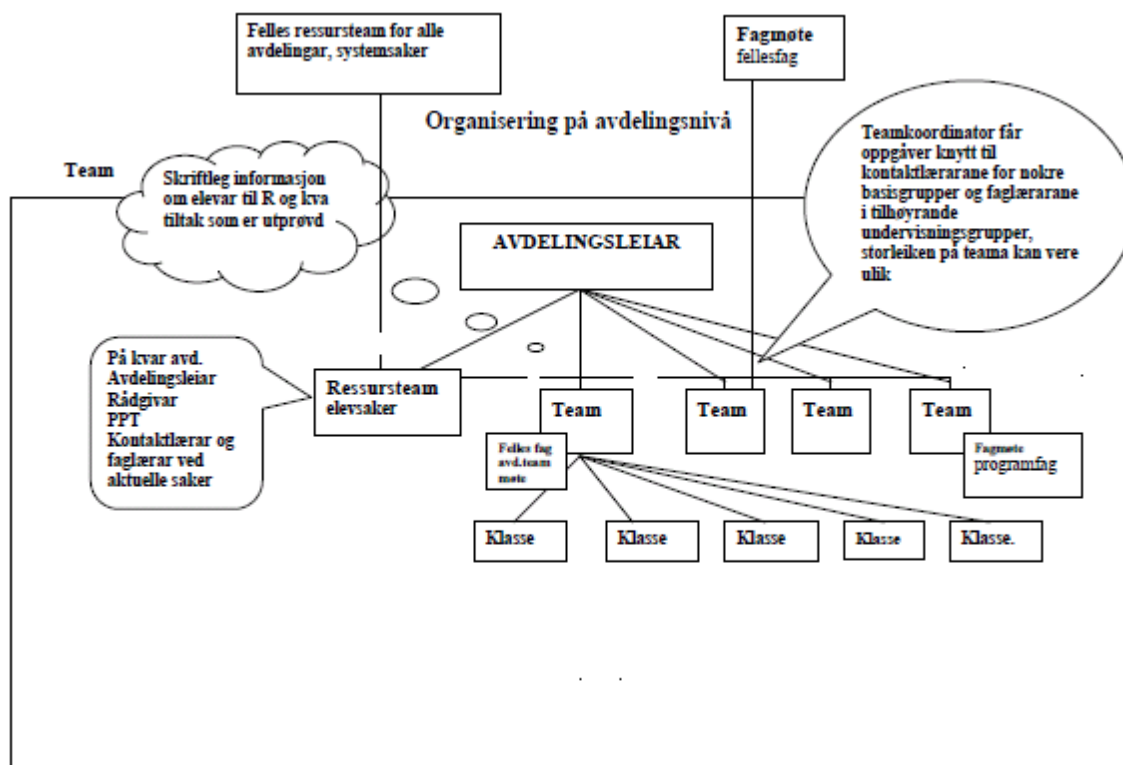 Felles ressursteam for alle
avdelingar, systemsaker
Fagmøte
fellesfag
Organisering på avdelingsnivå
Team
Skriftleg informasjon
om elevar til R og kva
tiltak som er utprøvd
Teamkoordinator får
oppgåver knytt til
kontaktlærarane for nokre
basisgrupper og faglærarane
i tilhøyrande
undervisningsgrupper,
storleiken på teama kan vere
ulik
AVDELINGSLEIAR
På kvar avd.
Avdelingsleiar
Rådgivar
PPT
Kontaktlærar og
faglærar ved
aktuelle saker
Ressursteam
elevsaker
Team
Team
Team
Team
Felles fag
avd.team
møte
Fagmøte
programfag
Klasse
Klasse
Klasse
Klasse
Klasse.